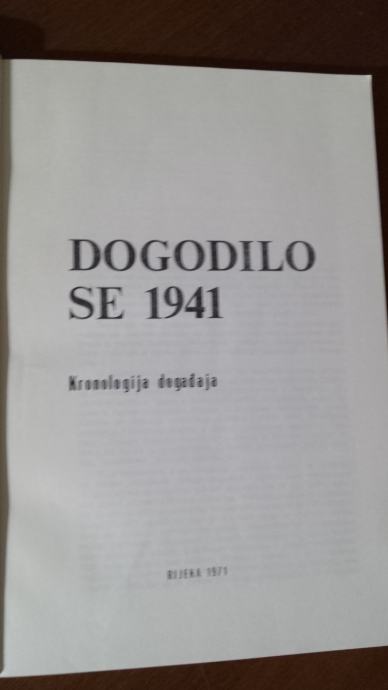 DOGODILO
SE 1941
Kronologija događaja
RIJEKA 1971